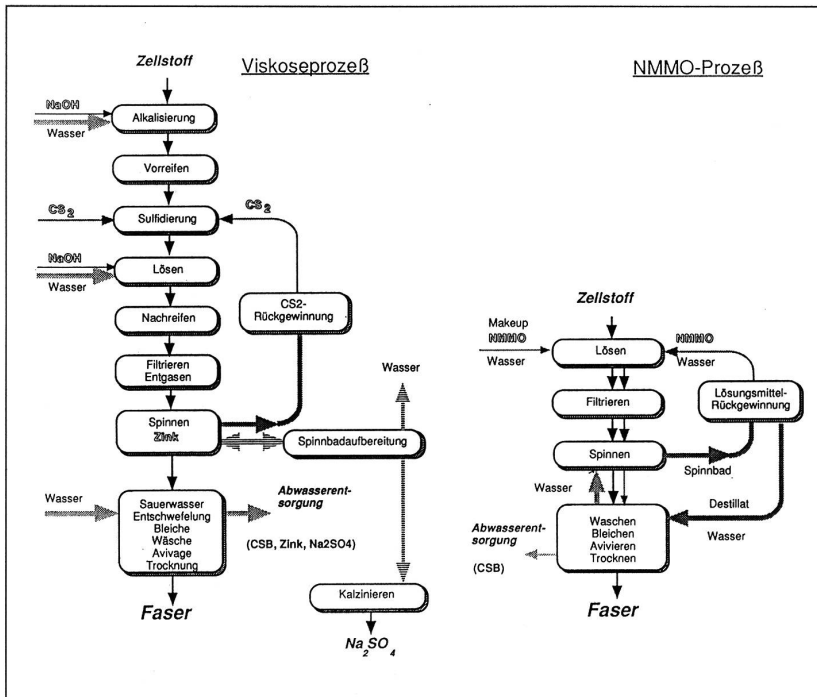 Viskoseprozeß
Zellstoff
NaOH
Wasser
Alkalisierung
Vorreifen
CS2
Sulfidierung
CS2
NaOH
Wasser
Lösen
CS2-
Rückgewinnung
Nachreifen
Filtrieren
Entgasen
Wasser
Spinnen
Zink
Spinnbadaufbereitung
Wasser
Sauerwasser
Entschwefelung
Bleiche
Wäsche
Avivage
Trocknung
Abwasserent-
sorgung
(CSB, Zink, Na2SO4)
Faser
Kalzinieren
Na2SO4
NMMO-Prozeß
Zellstoff
Makeup
NMMO
Wasser
Lösen
NMMO
Wasser
Filtrieren
Lösungsmittel-
Rückgewinnung
Spinnen
Spinnbad
Wasser
Destillat
Wasser
Waschen
Bleichen
Avivieren
Trocknen
Abwasserent-
sorgung
(CSB)
Faser